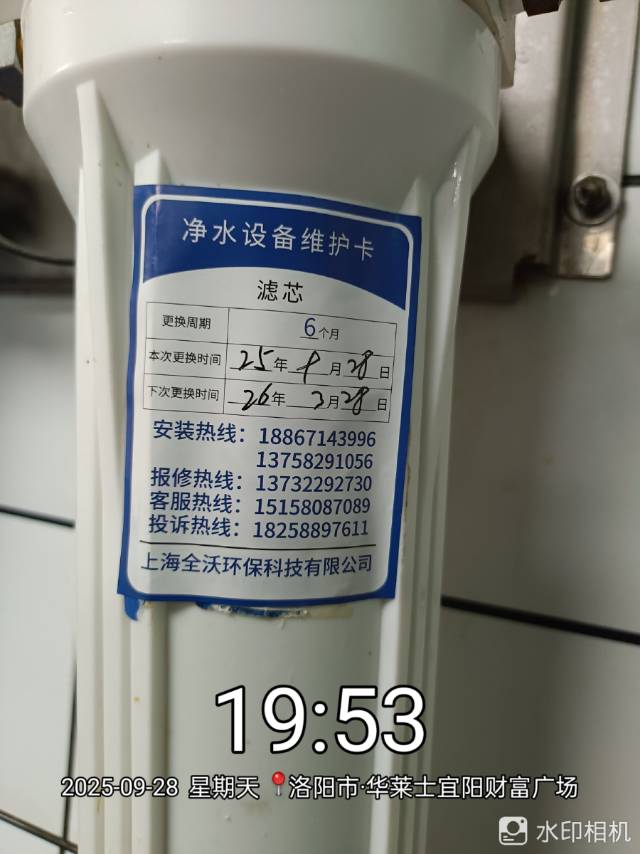 净水设备维护卡
滤芯
更换周期 6个月
本次更换时间 25年9月28日
下次更换时间 26年3月28日
安装热线：18867143996
13758291056
报修热线：13732292730
客服热线：15158087089
投诉热线：18258897611
上海全沃环保科技有限公司
19:53
2025-09-28 星期天 洛阳市·华莱士宜阳财富广场
水印相机